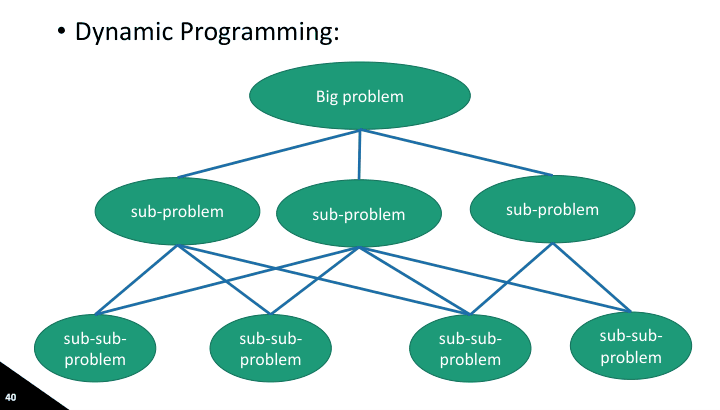 • Dynamic Programming:
Big problem
sub-problem
sub-problem
sub-problem
sub-sub-
problem
sub-sub-
problem
sub-sub-
problem
sub-sub-
problem
40